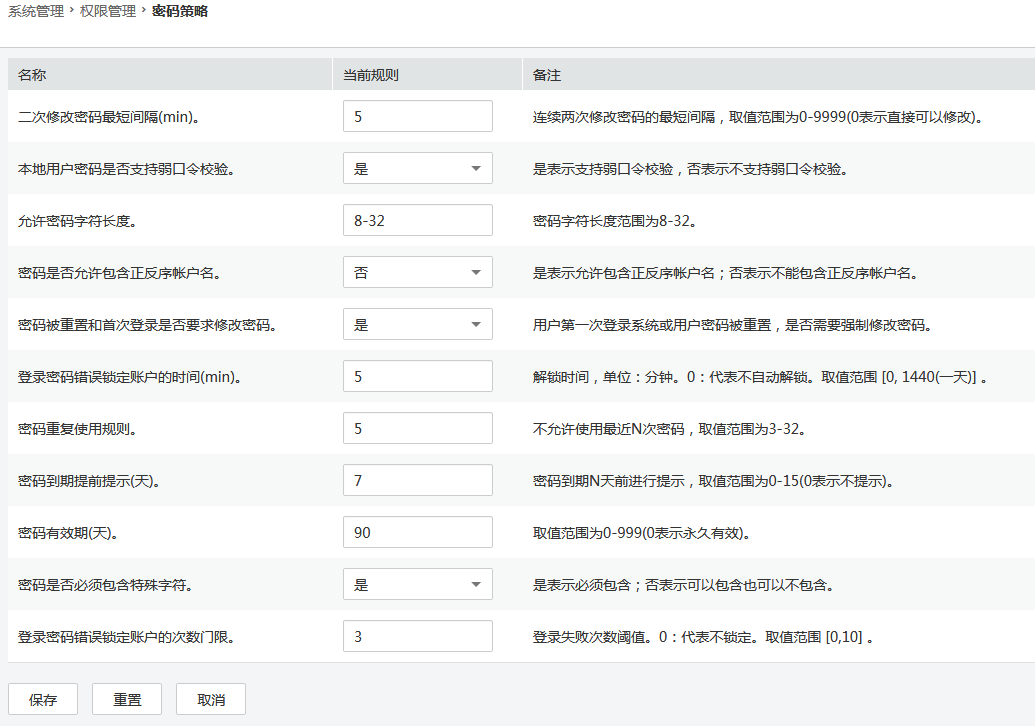 系统管理 › 权限管理 › 密码策略
名称 当前规则 备注
二次修改密码最短间隔(min)。 5 连续两次修改密码的最短间隔，取值范围为0-9999(0表示直接可以修改)。
本地用户密码是否支持弱口令校验。 是 是表示支持弱口令校验，否表示不支持弱口令校验。
允许密码字符长度。 8-32 密码字符长度范围为8-32。
密码是否允许包含正反序帐户名。 否 是表示允许包含正反序帐户名；否表示不能包含正反序帐户名。
密码被重置和首次登录是否要求修改密码。 是 用户第一次登录系统或用户密码被重置，是否需要强制修改密码。
登录密码错误锁定账户的时间(min)。 5 解锁时间，单位：分钟。0：代表不自动解锁。取值范围 [0, 1440(一天)] 。
密码重复使用规则。 5 不允许使用最近N次密码，取值范围为3-32。
密码到期提前提示(天)。 7 密码到期N天前进行提示，取值范围为0-15(0表示不提示)。
密码有效期(天)。 90 取值范围为0-999(0表示永久有效)。
密码是否必须包含特殊字符。 是 是表示必须包含；否表示可以包含也可以不包含。
登录密码错误锁定账户的次数门限。 3 登录失败次数阈值。0：代表不锁定。取值范围 [0,10] 。
保存 重置 取消